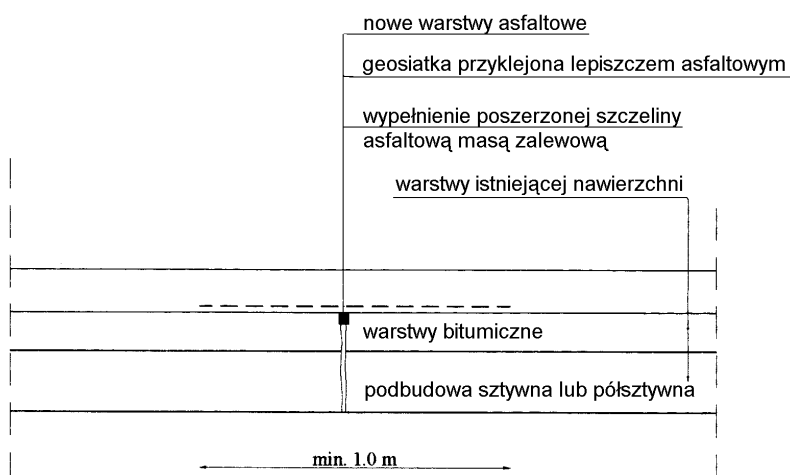 nowe warstwy asfaltowe
geosiatka przyklejona lepiszczem asfaltowym
wypełnienie poszerzonej szczeliny
asfaltową masą zalewową
warstwy istniejącej nawierzchni
warstwy bitumiczne
podbudowa sztywna lub półsztywna
min. 1.0 m